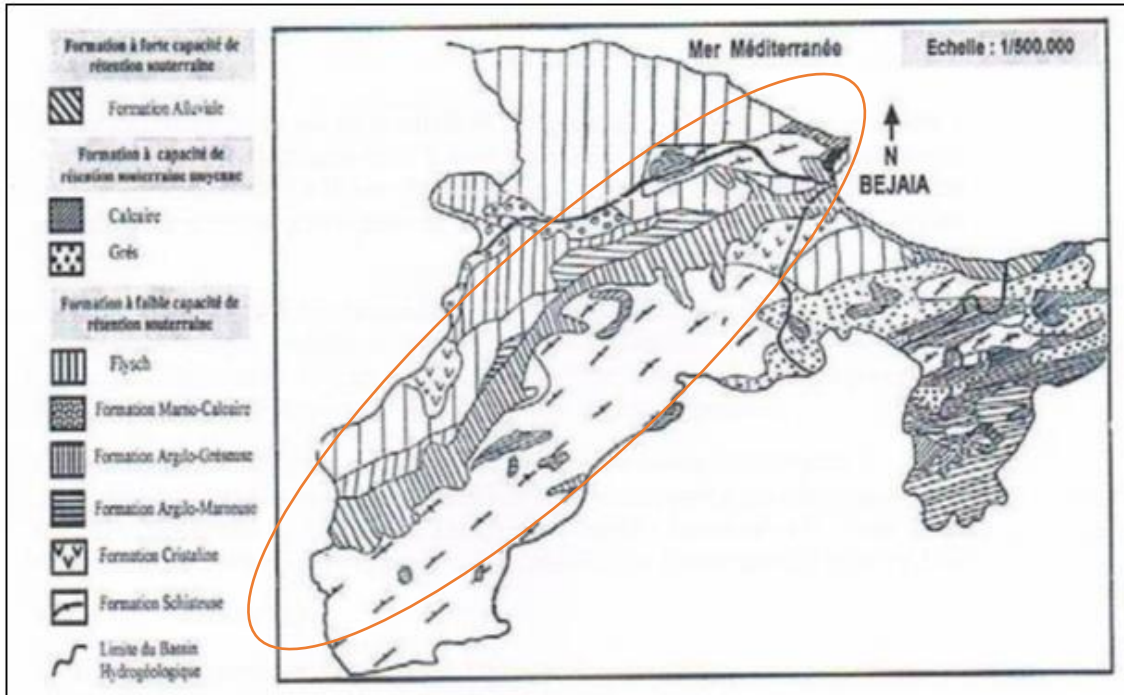 Formation à forte capacité de
rétention souterraine
Formation Alluviale
Formation à capacité de
rétention souterraine moyenne
Calcaire
Grés
Formation à faible capacité de
rétention souterraine
Flysch
Formation Marno-Calcaire
Formation Argilo-Gréseuse
Formation Argilo-Marneuse
Formation Cristaline
Formation Schisteuse
Limite du Bassin
Hydrogéologique
Mer Méditerranée
Echelle : 1/500.000
N
BEJAIA